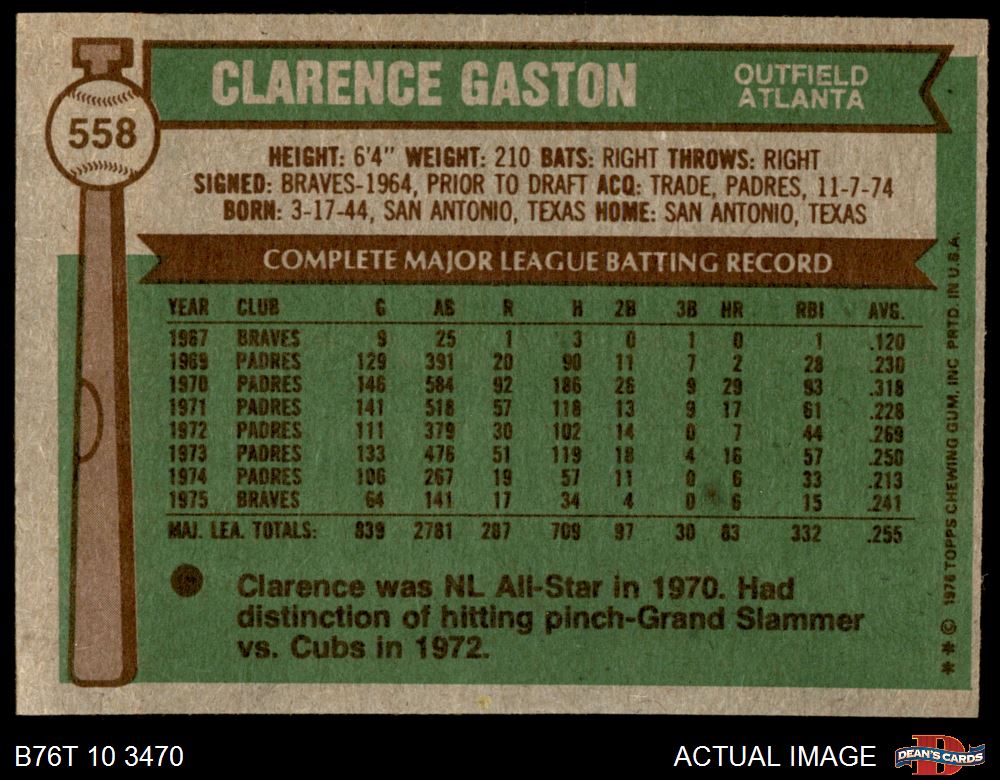 558
CLARENCE GASTON
OUTFIELD
ATLANTA
HEIGHT: 6'4" WEIGHT: 210 BATS: RIGHT THROWS: RIGHT
SIGNED: BRAVES-1964, PRIOR TO DRAFT ACQ: TRADE, PADRES, 11-7-74
BORN: 3-17-44, SAN ANTONIO, TEXAS HOME: SAN ANTONIO, TEXAS
COMPLETE MAJOR LEAGUE BATTING RECORD
YEAR CLUB G AB R H 2B 3B HR RBI AVG.
1967 BRAVES 9 25 1 3 0 1 0 1 .120
1969 PADRES 129 391 20 90 11 7 2 28 .230
1970 PADRES 146 584 92 186 26 9 29 93 .318
1971 PADRES 141 518 57 118 13 9 17 61 .228
1972 PADRES 111 379 30 102 14 0 7 44 .269
1973 PADRES 133 476 51 119 18 4 16 57 .250
1974 PADRES 106 267 19 57 11 0 6 33 .213
1975 BRAVES 64 141 17 34 4 0 6 15 .241
MAJ. LEA. TOTALS: 839 2781 287 709 97 30 83 332 .255
Clarence was NL All-Star in 1970. Had
distinction of hitting pinch-Grand Slammer
vs. Cubs in 1972.
* * © 1976 TOPPS CHEWING GUM, INC PRTD. IN U.S.A.
B76T 10 3470
ACTUAL IMAGE
DEAN'S CARDS